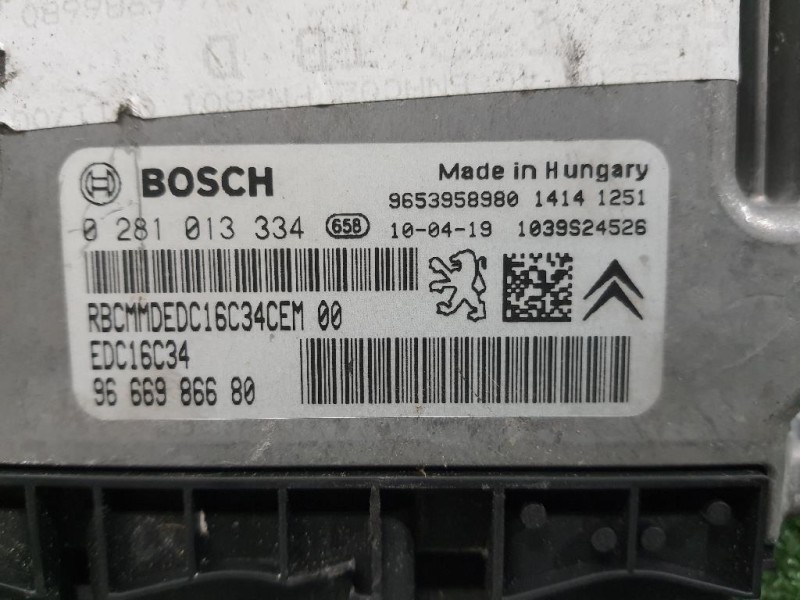 BOSCH
Made in Hungary
9653958980 1414 1251
0 281 013 334 658 10-04-19 1039S24526
RBCMMDEDC16C34CEM 00
EDC16C34
96 669 866 80